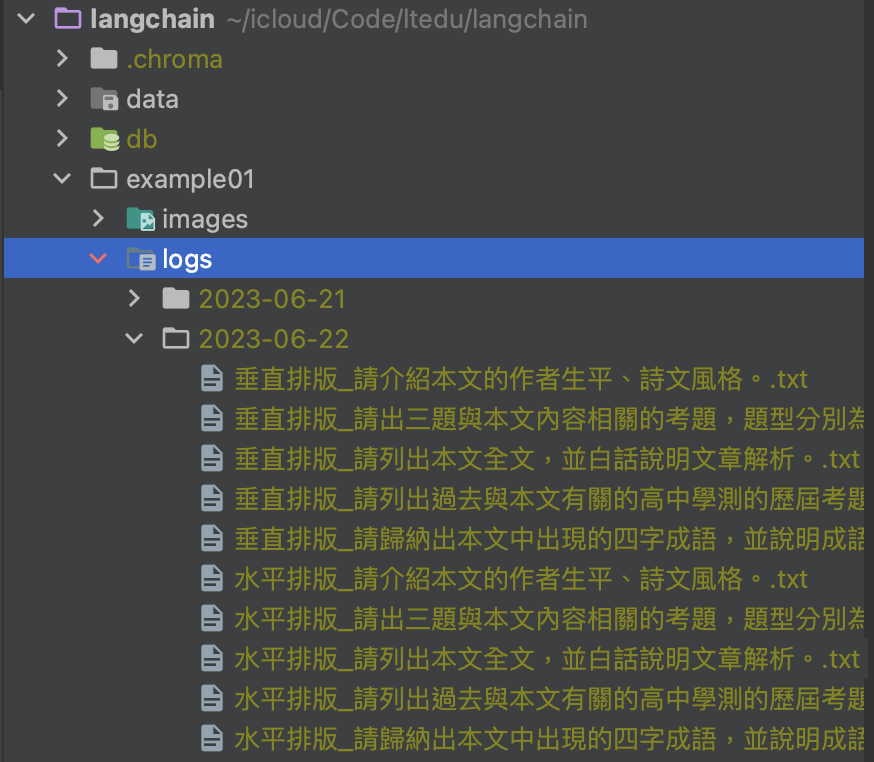 langchain ~/icloud/Code/ltedu/langchain
.chroma
data
db
example01
images
logs
2023-06-21
2023-06-22
垂直排版_請介紹本文的作者生平、詩文風格。.txt
垂直排版_請出三題與本文內容相關的考題，題型分別為
垂直排版_請列出本文全文，並白話說明文章解析。.txt
垂直排版_請列出過去與本文有關的高中學測的歷屆考題
垂直排版_請歸納出本文中出現的四字成語，並說明成語
水平排版_請介紹本文的作者生平、詩文風格。.txt
水平排版_請出三題與本文內容相關的考題，題型分別為
水平排版_請列出本文全文，並白話說明文章解析。.txt
水平排版_請列出過去與本文有關的高中學測的歷屆考題
水平排版_請歸納出本文中出現的四字成語，並說明成語